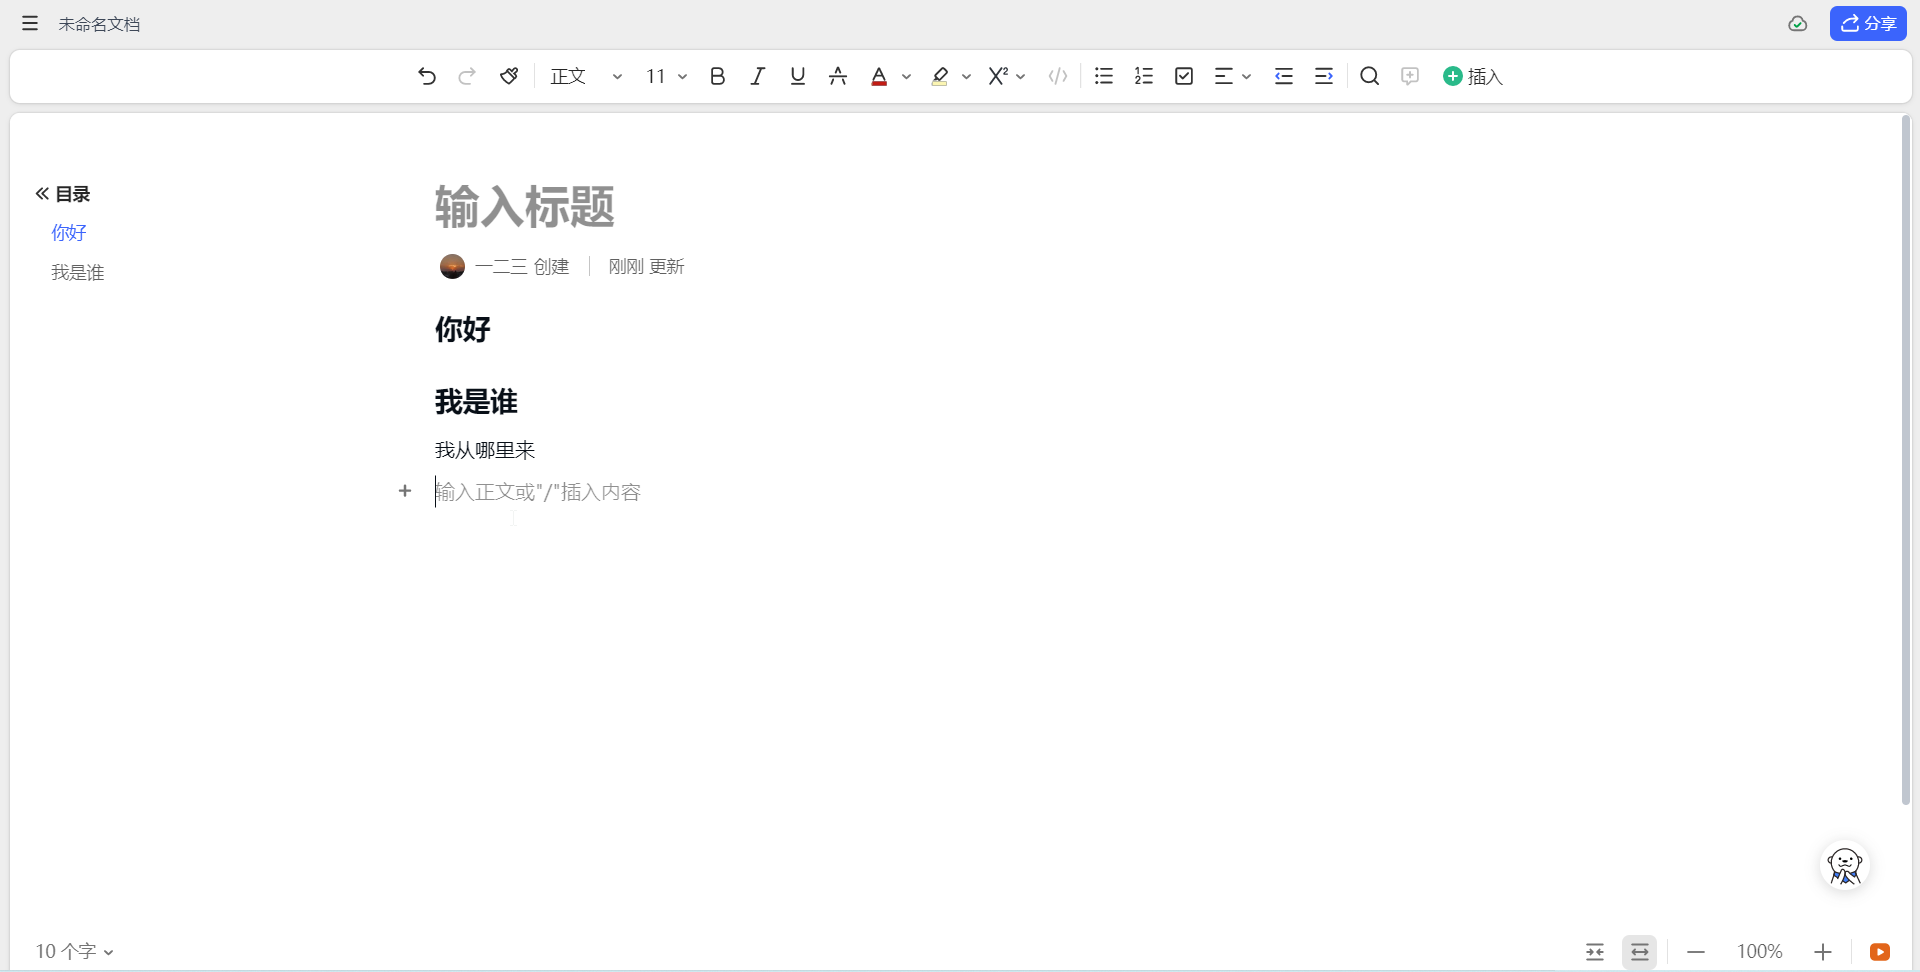 未命名文档
分享
正文 11 插入
目录
你好
我是谁
输入标题
一二三 创建 刚刚 更新
你好
我是谁
我从哪里来
输入正文或"/"插入内容
10 个字
100%